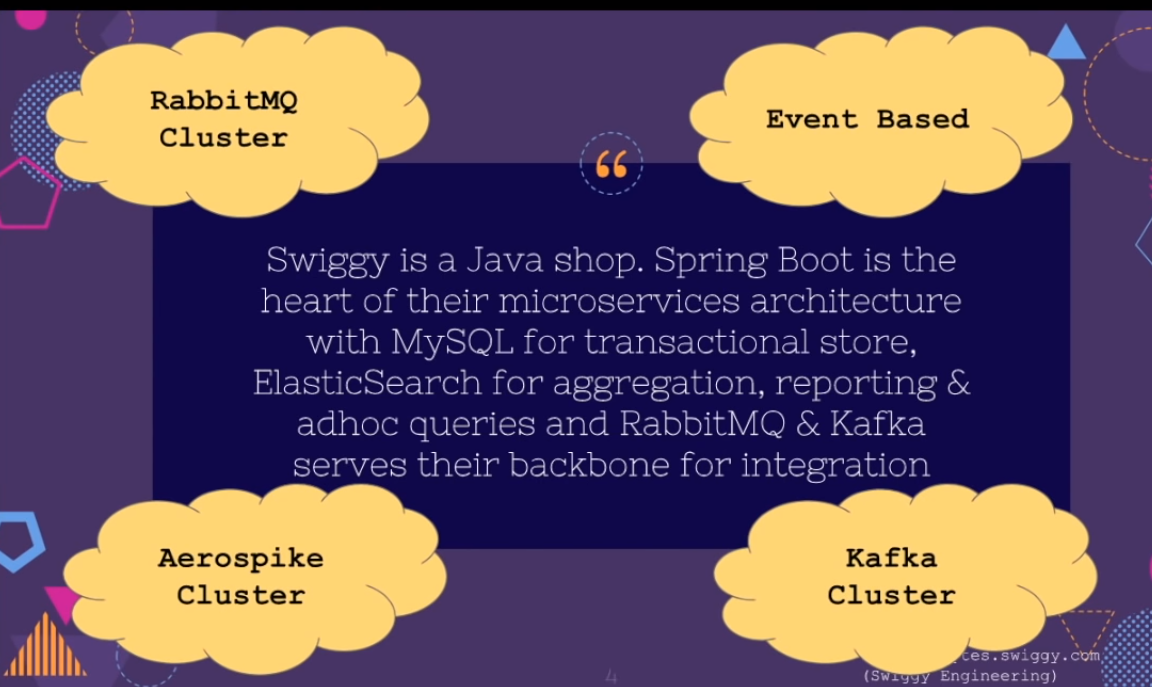 RabbitMQ
Cluster
Event Based
“
Swiggy is a Java shop. Spring Boot is the
heart of their microservices architecture
with MySQL for transactional store,
ElasticSearch for aggregation, reporting &
adhoc queries and RabbitMQ & Kafka
serves their backbone for integration
Aerospike
Cluster
Kafka
Cluster
tes.swiggy.com
(Swiggy Engineering)
4